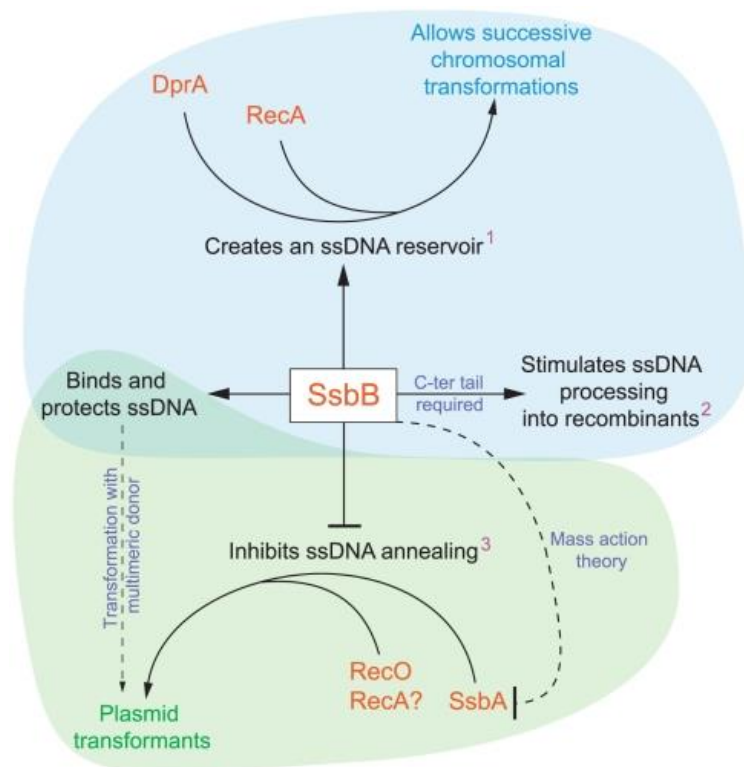 Allows successive
chromosomal
transformations
DprA
RecA
Creates an ssDNA reservoir1
Binds and
protects ssDNA
SsbB
C-ter tail
required
Stimulates ssDNA
processing
into recombinants2
Transformation with
multimeric donor
Inhibits ssDNA annealing3
Mass action
theory
RecO
RecA?
SsbA
Plasmid
transformants